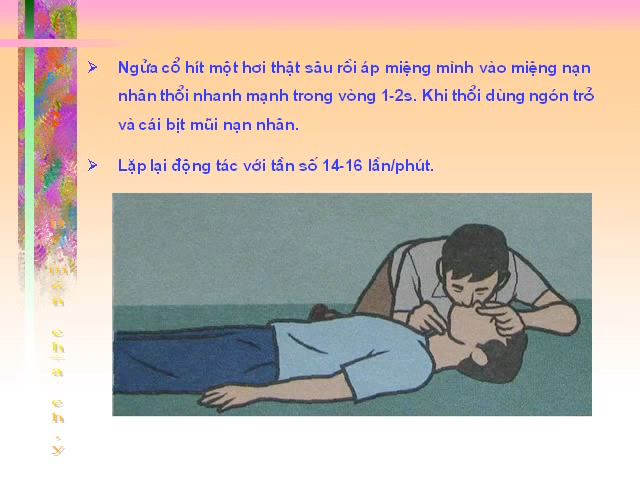 Ngửa cổ hít một hơi thật sâu rồi áp miệng mình vào miệng nạn
nhân thổi nhanh mạnh trong vòng 1-2s. Khi thổi dùng ngón trỏ
và cái bịt mũi nạn nhân.
Lặp lại động tác với tần số 14-16 lần/phút.